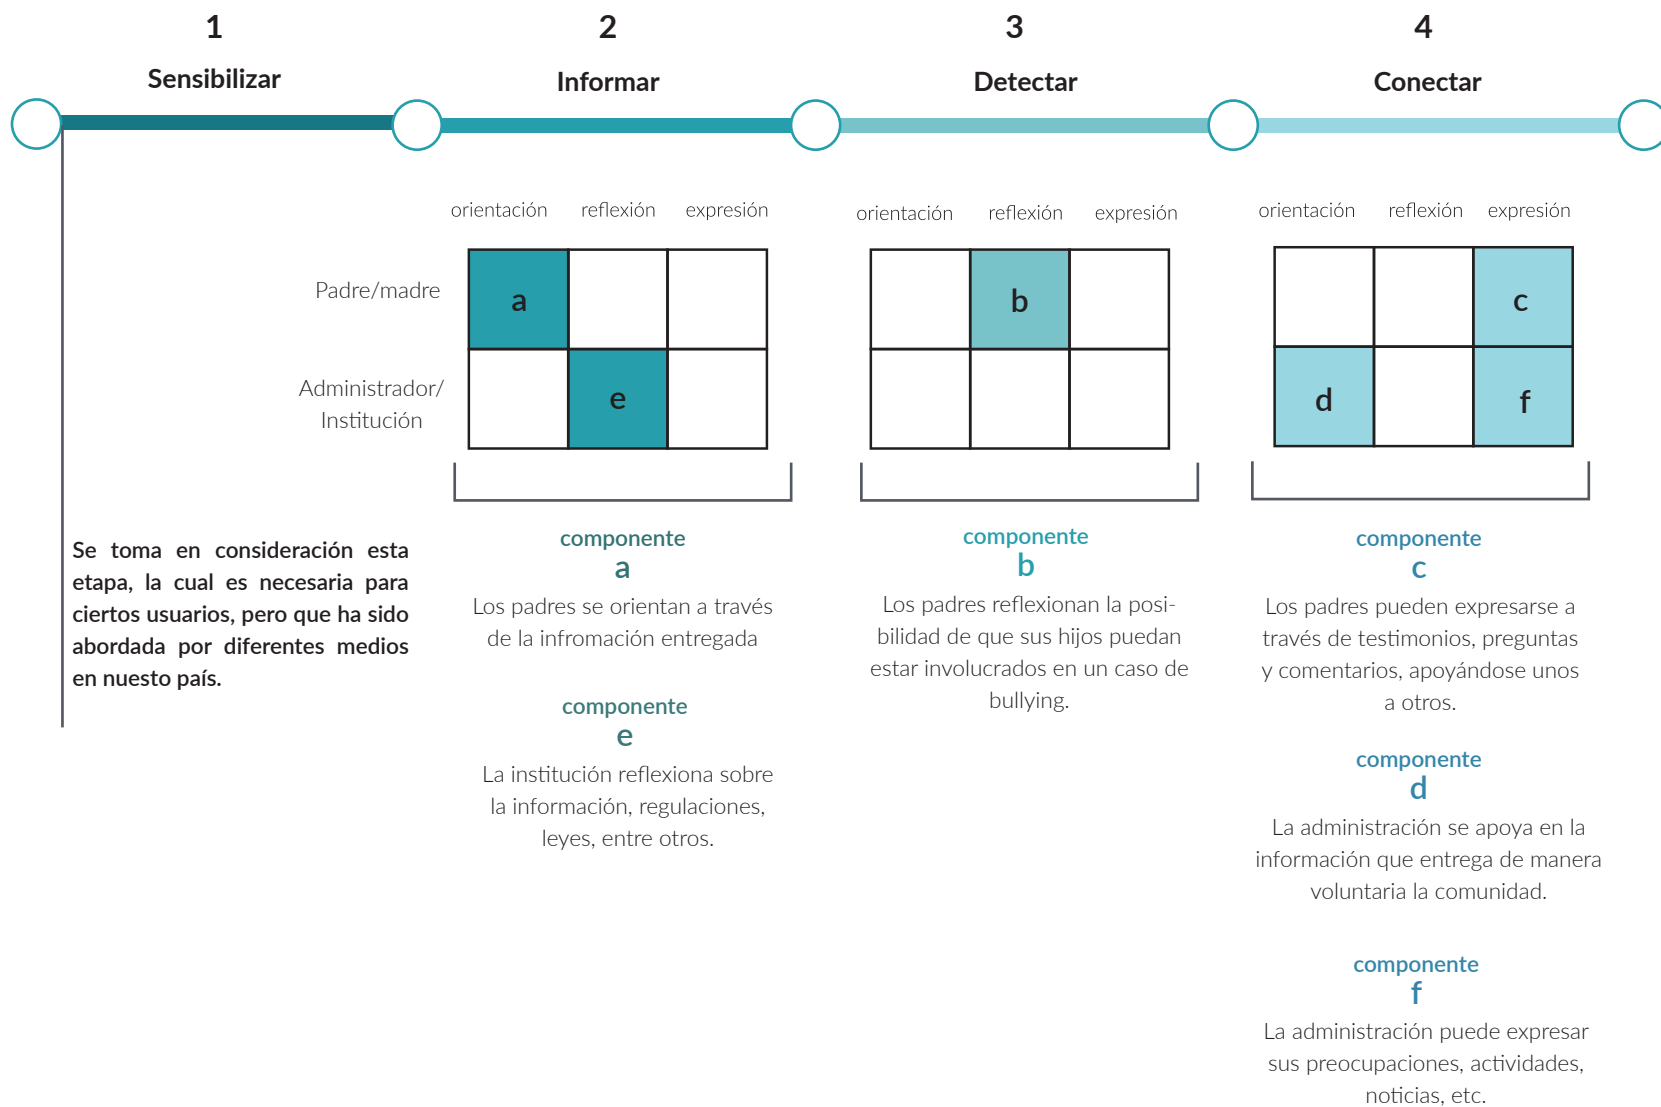 1
Sensibilizar
2
Informar
3
Detectar
4
Conectar
orientación reflexión expresión
orientación reflexión expresión
orientación reflexión expresión
Padre/madre
Administrador/
Institución
a
e
b
c
d
f
Se toma en consideración esta
etapa, la cual es necesaria para
ciertos usuarios, pero que ha sido
abordada por diferentes medios
en nuesto país.
componente
a
Los padres se orientan a través
de la infromación entregada
componente
e
La institución reflexiona sobre
la información, regulaciones,
leyes, entre otros.
componente
b
Los padres reflexionan la posi-
bilidad de que sus hijos puedan
estar involucrados en un caso de
bullying.
componente
c
Los padres pueden expresarse a
través de testimonios, preguntas
y comentarios, apoyándose unos
a otros.
componente
d
La administración se apoya en la
información que entrega de manera
voluntaria la comunidad.
componente
f
La administración puede expresar
sus preocupaciones, actividades,
noticias, etc.